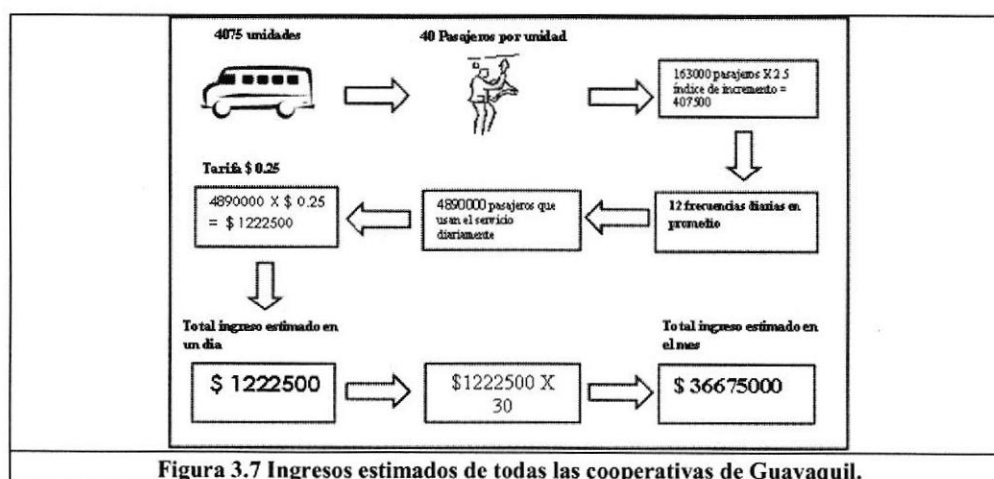 4075 unidades
40 Pasajeros por unidad
163000 pasajeros X 2.5
índice de incremento =
407500
12 frecuencias diarias en
promedio
4890000 pasajeros que
usan el servicio
diariamente
Tarifa $ 0.25
4890000 X $ 0.25
= $ 1222500
Total ingreso estimado en
un dia
$ 1222500
$1222500 X
30
Total ingreso estimado en
el mes
$ 36675000
Figura 3.7 Ingresos estimados de todas las cooperativas de Guayaquil.